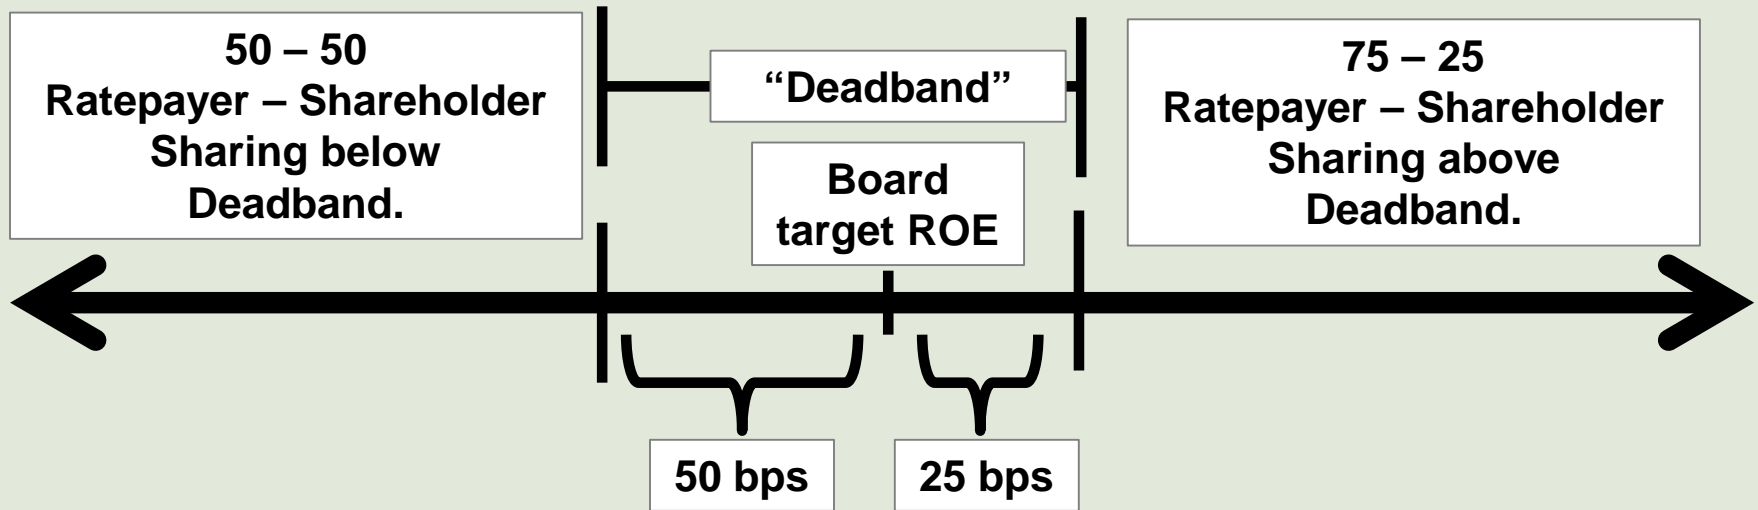 50 – 50
Ratepayer – Shareholder
Sharing below
Deadband.
“Deadband”
Board
target ROE
75 – 25
Ratepayer – Shareholder
Sharing above
Deadband.
50 bps
25 bps